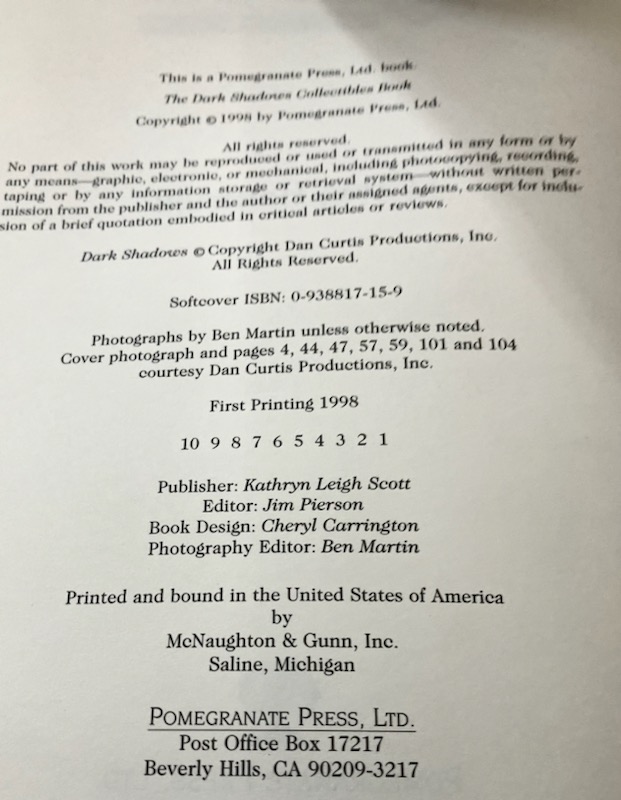 This is a Pomegranate Press, Ltd. book.
The Dark Shadows Collectibles Book
Copyright © 1998 by Pomegranate Press, Ltd.
All rights reserved.
No part of this work may be reproduced or used or transmitted in any form or by
any means—graphic, electronic, or mechanical, including photocopying, recording,
taping or by any information storage or retrieval system—without written per-
mission from the publisher and the author or their assigned agents, except for inclu-
sion of a brief quotation embodied in critical articles or reviews.
Dark Shadows © Copyright Dan Curtis Productions, Inc.
All Rights Reserved.
Softcover ISBN: 0-938817-15-9
Photographs by Ben Martin unless otherwise noted.
Cover photograph and pages 4, 44, 47, 57, 59, 101 and 104
courtesy Dan Curtis Productions, Inc.
First Printing 1998
10 9 8 7 6 5 4 3 2 1
Publisher: Kathryn Leigh Scott
Editor: Jim Pierson
Book Design: Cheryl Carrington
Photography Editor: Ben Martin
Printed and bound in the United States of America
by
McNaughton & Gunn, Inc.
Saline, Michigan
POMEGRANATE PRESS, LTD.
Post Office Box 17217
Beverly Hills, CA 90209-3217